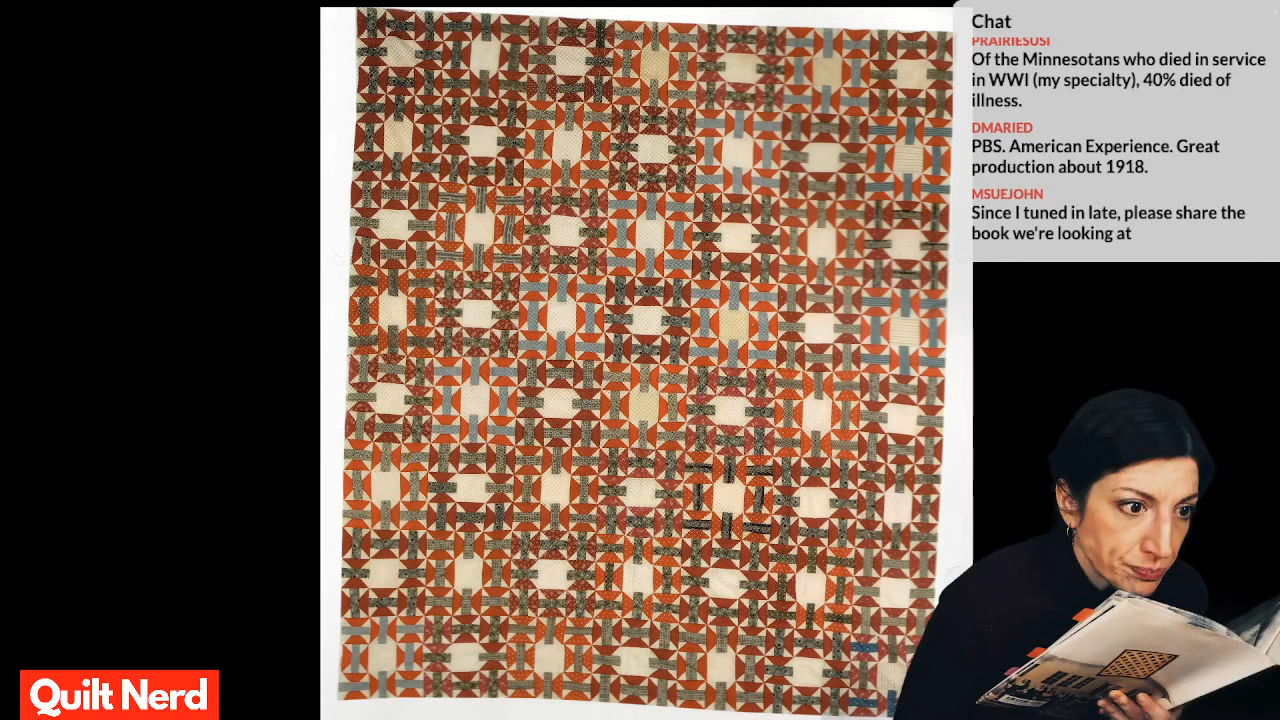 Chat
PRAIRIESUSI
Of the Minnesotans who died in service
in WWI (my specialty), 40% died of
illness.
DMARIED
PBS. American Experience. Great
production about 1918.
MSUEJOHN
Since I tuned in late, please share the
book we're looking at
Quilt Nerd